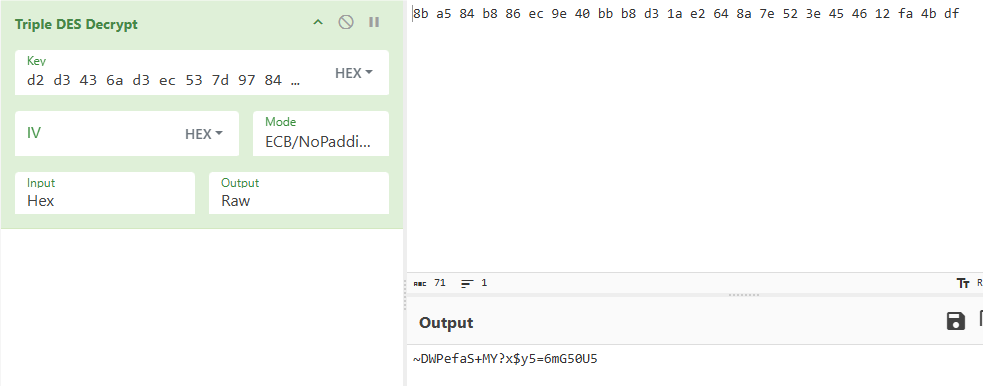 Triple DES Decrypt
Key
d2 d3 43 6a d3 ec 53 7d 97 84 ...
HEX
IV
HEX
Mode
ECB/NoPaddi...
Input
Hex
Output
Raw
8b a5 84 b8 86 ec 9e 40 bb b8 d3 1a e2 64 8a 7e 52 3e 45 46 12 fa 4b df
ABC 71
1
Tт R
Output
~DWPefaS+MY?x$y5=6mG50U5